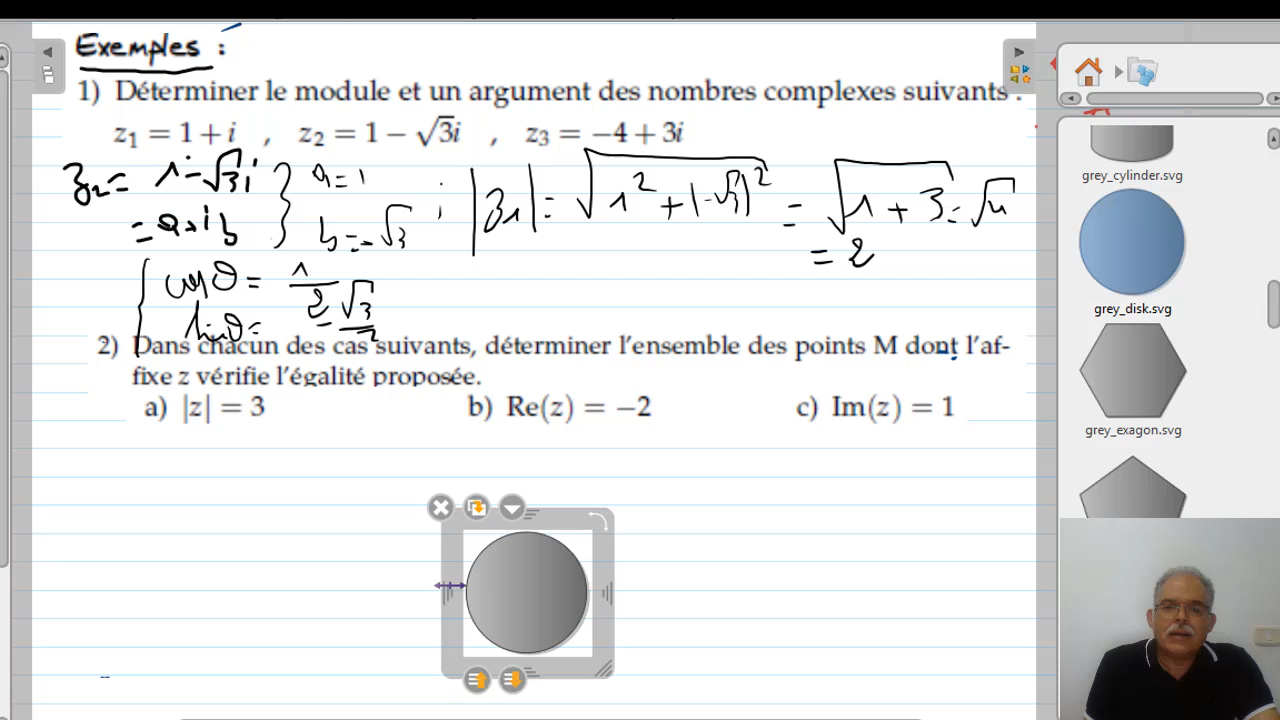 Exemples :
1) Déterminer le module et un argument des nombres complexes suivants :
z₁ = 1 + i , z₂ = 1 − √3i , z₃ = −4 + 3i
z₂ = 1 − √3 i } a = 1 ; |z₁| = √(1² + (−√3)²) = √(1 + 3) = √4
= a + i b b = −√3 = 2
{ cos θ = 1/2
sin θ = −√3/2
2) Dans chacun des cas suivants, déterminer l'ensemble des points M dont l'af-
fixe z vérifie l'égalité proposée.
a) |z| = 3 b) Re(z) = −2 c) Im(z) = 1
grey_cylinder.svg
grey_disk.svg
grey_exagon.svg